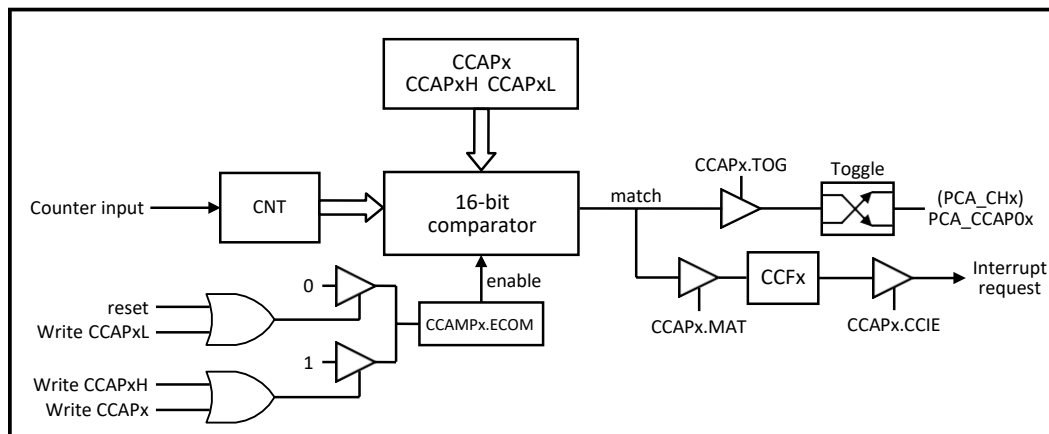 CCAPx
CCAPxH CCAPxL
CCAPx.TOG
Toggle
Counter input
CNT
16-bit
comparator
match
(PCA_CHx)
PCA_CCAP0x
enable
CCFx
Interrupt
request
0
reset
Write CCAPxL
CCAMPx.ECOM
CCAPx.MAT
CCAPx.CCIE
1
Write CCAPxH
Write CCAPx